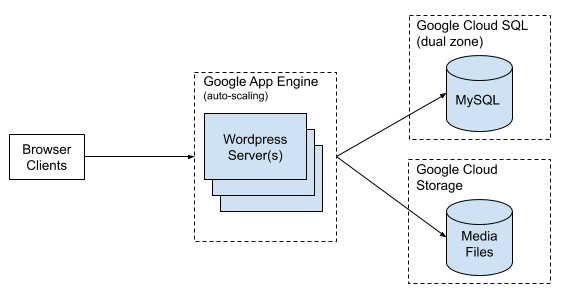 Google Cloud SQL
(dual zone)
MySQL
Google App Engine
(auto-scaling)
Wordpress
Server(s)
Browser
Clients
Google Cloud
Storage
Media
Files